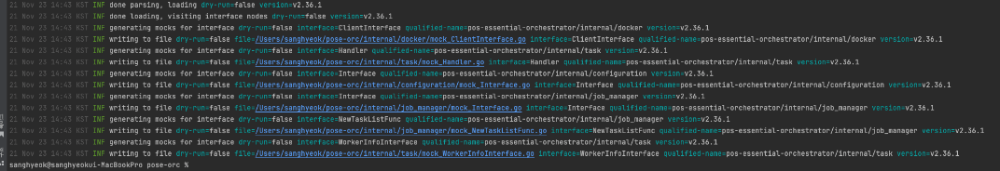 21 Nov 23 14:43 KST INF done parsing, loading dry-run=false version=v2.36.1
21 Nov 23 14:43 KST INF done loading, visiting interface nodes dry-run=false version=v2.36.1
21 Nov 23 14:43 KST INF generating mocks for interface dry-run=false interface=ClientInterface qualified-name=pos-essential-orchestrator/internal/docker version=v2.36.1
21 Nov 23 14:43 KST INF writing to file dry-run=false file=/Users/sanghyeok/pose-orc/internal/docker/mock_ClientInterface.go interface=ClientInterface qualified-name=pos-essential-orchestrator/internal/docker version=v2.36.1
21 Nov 23 14:43 KST INF generating mocks for interface dry-run=false interface=Handler qualified-name=pos-essential-orchestrator/internal/task version=v2.36.1
21 Nov 23 14:43 KST INF writing to file dry-run=false file=/Users/sanghyeok/pose-orc/internal/task/mock_Handler.go interface=Handler qualified-name=pos-essential-orchestrator/internal/task version=v2.36.1
21 Nov 23 14:43 KST INF generating mocks for interface dry-run=false interface=Interface qualified-name=pos-essential-orchestrator/internal/configuration version=v2.36.1
21 Nov 23 14:43 KST INF writing to file dry-run=false file=/Users/sanghyeok/pose-orc/internal/configuration/mock_Interface.go interface=Interface qualified-name=pos-essential-orchestrator/internal/configuration version=v2.36.1
21 Nov 23 14:43 KST INF generating mocks for interface dry-run=false interface=Interface qualified-name=pos-essential-orchestrator/internal/job_manager version=v2.36.1
21 Nov 23 14:43 KST INF writing to file dry-run=false file=/Users/sanghyeok/pose-orc/internal/job_manager/mock_Interface.go interface=Interface qualified-name=pos-essential-orchestrator/internal/job_manager version=v2.36.1
21 Nov 23 14:43 KST INF generating mocks for interface dry-run=false interface=NewTaskListFunc qualified-name=pos-essential-orchestrator/internal/job_manager version=v2.36.1
21 Nov 23 14:43 KST INF writing to file dry-run=false file=/Users/sanghyeok/pose-orc/internal/job_manager/mock_NewTaskListFunc.go interface=NewTaskListFunc qualified-name=pos-essential-orchestrator/internal/job_manager version=v2.36.1
21 Nov 23 14:43 KST INF generating mocks for interface dry-run=false interface=WorkerInfoInterface qualified-name=pos-essential-orchestrator/internal/task version=v2.36.1
21 Nov 23 14:43 KST INF writing to file dry-run=false file=/Users/sanghyeok/pose-orc/internal/task/mock_WorkerInfoInterface.go interface=WorkerInfoInterface qualified-name=pos-essential-orchestrator/internal/task version=v2.36.1
sanghyeok@sanghyeokui-MacBookPro pose-orc %